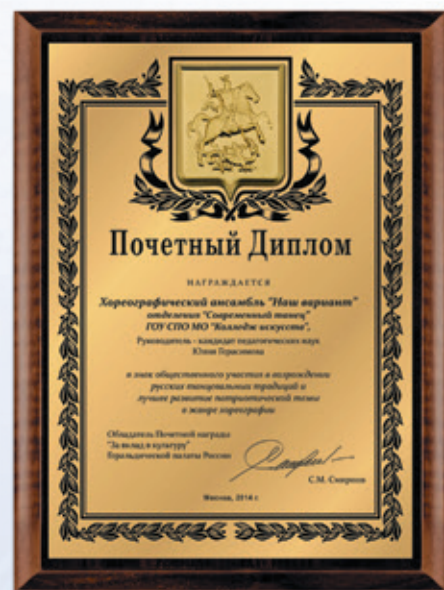 Почетный Диплом
НАГРАЖДАЕТСЯ
Хореографический ансамбль "Наш вариант"
отделения "Современный танец"
ГОУ СПО МО "Колледж искусств",
Руководитель - кандидат педагогических наук
Юлия Герасимова
в знак общественного участия в возрождении
русских танцевальных традиций и
лучшее развитие патриотической темы
в жанре хореографии
Обладатель Почетной награды
"За вклад в культуру"
Геральдической палаты России
С.М. Смирнов
Москва, 2014 г.